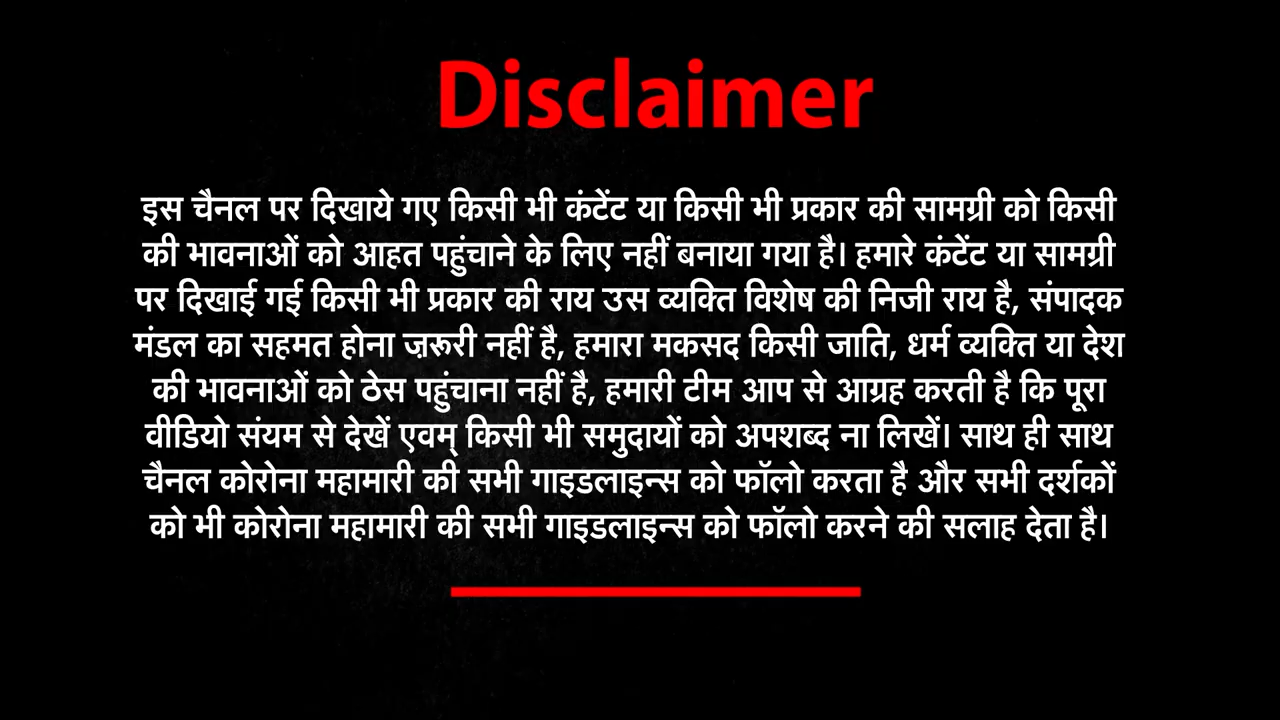 Disclaimer
इस चैनल पर दिखाये गए किसी भी कंटेंट या किसी भी प्रकार की सामग्री को किसी
की भावनाओं को आहत पहुंचाने के लिए नहीं बनाया गया है। हमारे कंटेंट या सामग्री
पर दिखाई गई किसी भी प्रकार की राय उस व्यक्ति विशेष की निजी राय है, संपादक
मंडल का सहमत होना ज़रूरी नहीं है, हमारा मकसद किसी जाति, धर्म व्यक्ति या देश
की भावनाओं को ठेस पहुंचाना नहीं है, हमारी टीम आप से आग्रह करती है कि पूरा
वीडियो संयम से देखें एवम् किसी भी समुदायों को अपशब्द ना लिखें। साथ ही साथ
चैनल कोरोना महामारी की सभी गाइडलाइन्स को फॉलो करता है और सभी दर्शकों
को भी कोरोना महामारी की सभी गाइडलाइन्स को फॉलो करने की सलाह देता है।